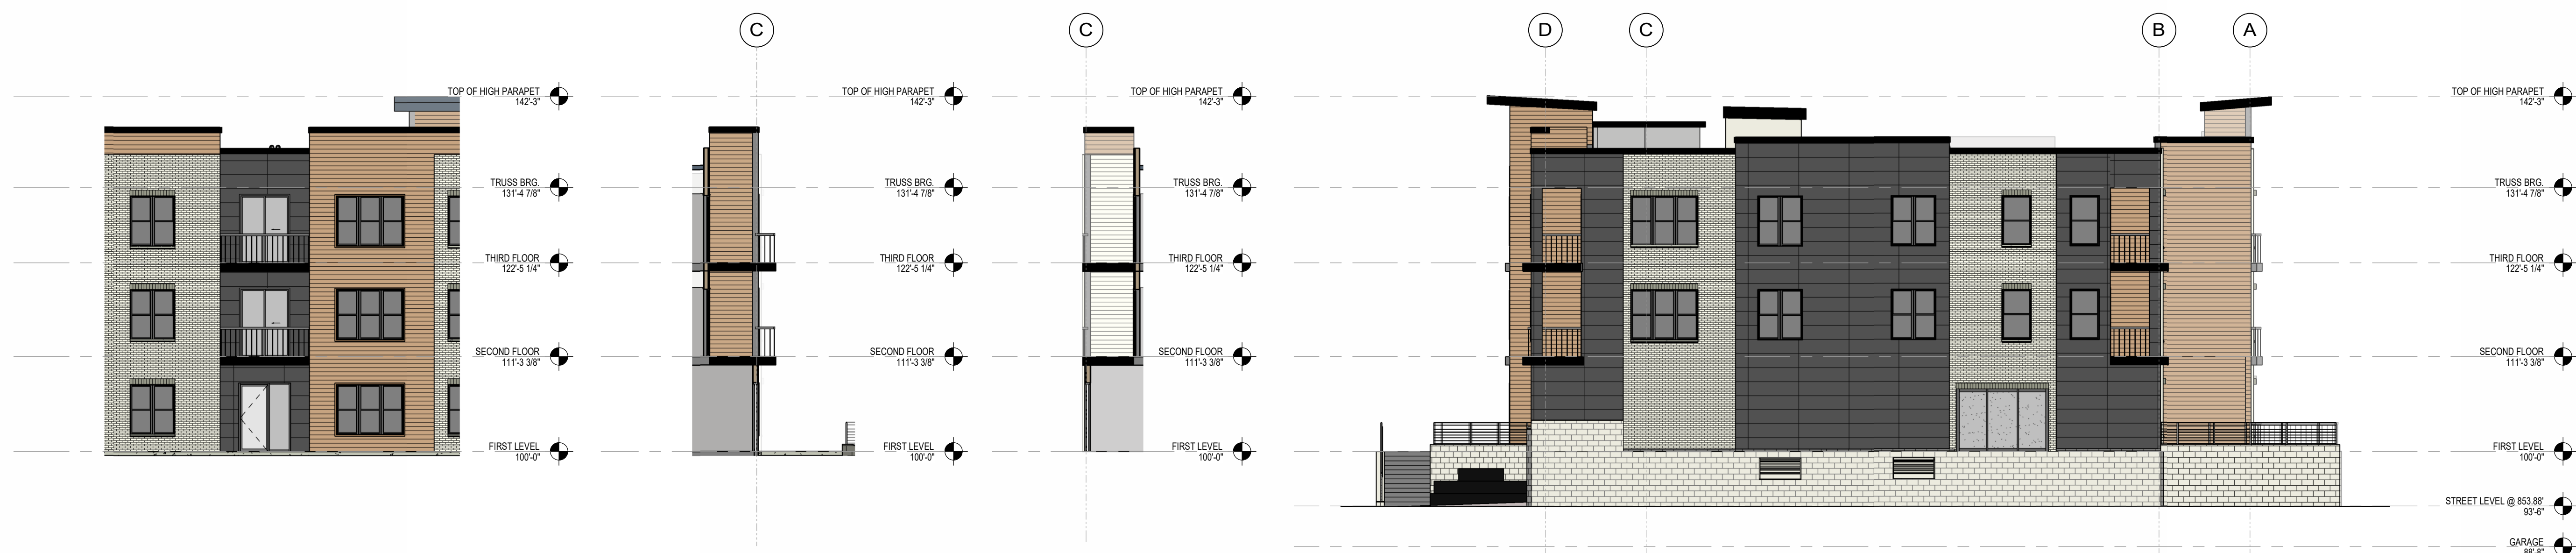 C
C
D
C
B
A
TOP OF HIGH PARAPET
142'-3"
TRUSS BRG.
131'-4 7/8"
THIRD FLOOR
122'-5 1/4"
SECOND FLOOR
111'-3 3/8"
FIRST LEVEL
100'-0"
TOP OF HIGH PARAPET
142'-3"
TRUSS BRG.
131'-4 7/8"
THIRD FLOOR
122'-5 1/4"
SECOND FLOOR
111'-3 3/8"
FIRST LEVEL
100'-0"
TOP OF HIGH PARAPET
142'-3"
TRUSS BRG.
131'-4 7/8"
THIRD FLOOR
122'-5 1/4"
SECOND FLOOR
111'-3 3/8"
FIRST LEVEL
100'-0"
TOP OF HIGH PARAPET
142'-3"
TRUSS BRG.
131'-4 7/8"
THIRD FLOOR
122'-5 1/4"
SECOND FLOOR
111'-3 3/8"
FIRST LEVEL
100'-0"
STREET LEVEL @ 853.88'
93'-6"
GARAGE
88'-8"